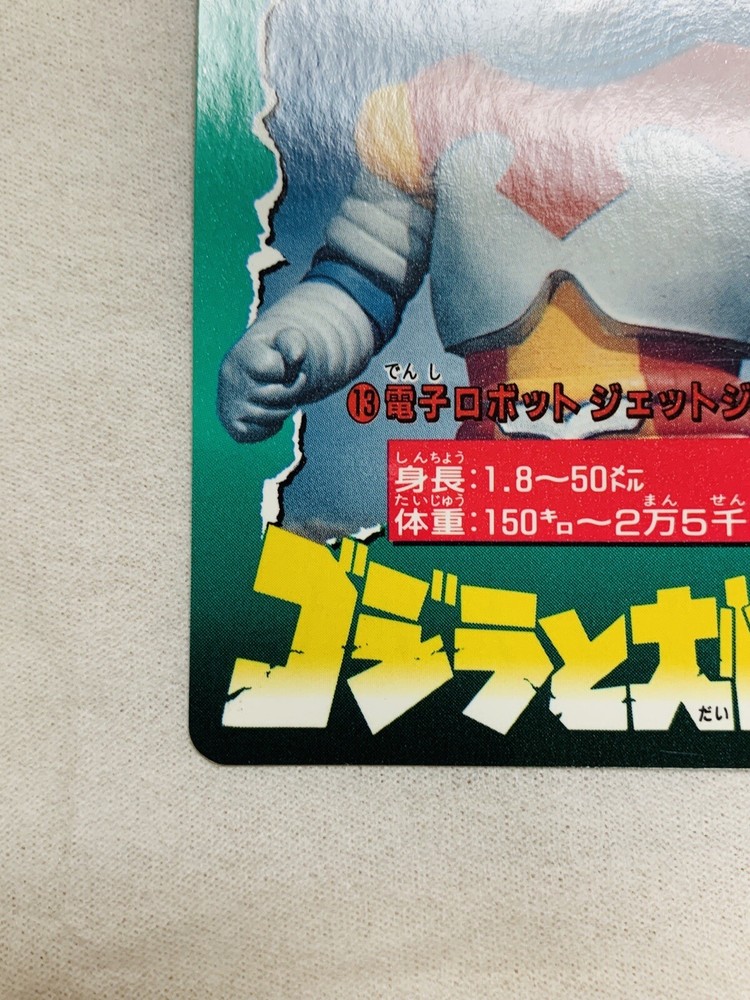 でんし
⓭電子ロボットジェットジ
しんちょう
身長:1.8〜50㍍
たいじゅう まん せん
体重:150㌔〜2万5千
ゴジラと大
だい